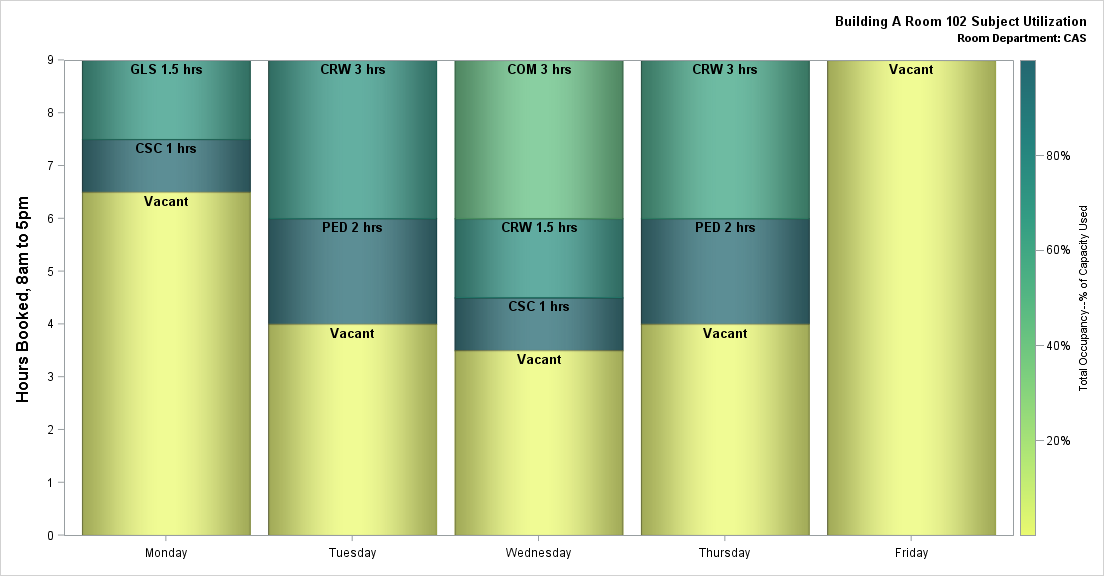 Building A Room 102 Subject Utilization
Room Department: CAS
Hours Booked, 8am to 5pm
9
8
7
6
5
4
3
2
1
0
GLS 1.5 hrs
CSC 1 hrs
Vacant
CRW 3 hrs
PED 2 hrs
Vacant
COM 3 hrs
CRW 1.5 hrs
CSC 1 hrs
Vacant
CRW 3 hrs
PED 2 hrs
Vacant
Vacant
Monday
Tuesday
Wednesday
Thursday
Friday
80%
60%
40%
20%
Total Occupancy--% of Capacity Used